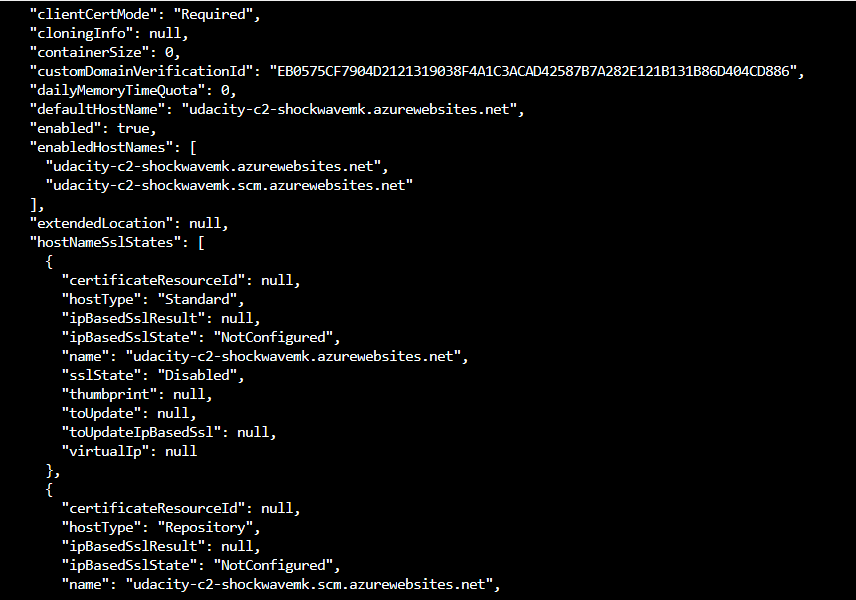 "clientCertMode": "Required",
"cloningInfo": null,
"containerSize": 0,
"customDomainVerificationId": "EB0575CF7904D2121319038F4A1C3ACAD42587B7A282E121B131B86D404CD886",
"dailyMemoryTimeQuota": 0,
"defaultHostName": "udacity-c2-shockwavemk.azurewebsites.net",
"enabled": true,
"enabledHostNames": [
"udacity-c2-shockwavemk.azurewebsites.net",
"udacity-c2-shockwavemk.scm.azurewebsites.net"
],
"extendedLocation": null,
"hostNameSslStates": [
{
"certificateResourceId": null,
"hostType": "Standard",
"ipBasedSslResult": null,
"ipBasedSslState": "NotConfigured",
"name": "udacity-c2-shockwavemk.azurewebsites.net",
"sslState": "Disabled",
"thumbprint": null,
"toUpdate": null,
"toUpdateIpBasedSsl": null,
"virtualIp": null
},
{
"certificateResourceId": null,
"hostType": "Repository",
"ipBasedSslResult": null,
"ipBasedSslState": "NotConfigured",
"name": "udacity-c2-shockwavemk.scm.azurewebsites.net",